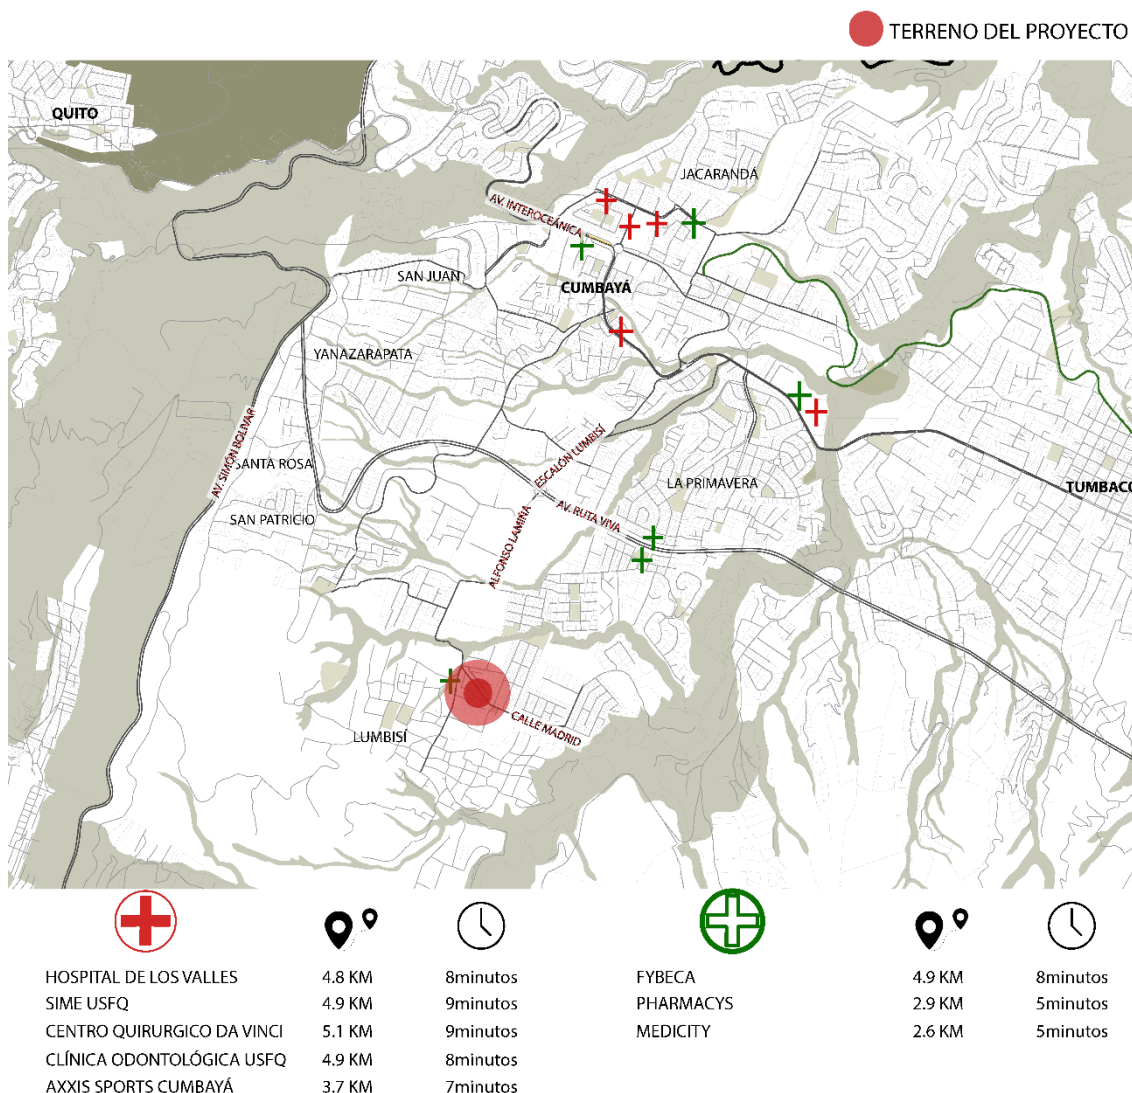 TERRENO DEL PROYECTO
QUITO
JACARANDÁ
AV. INTEROCEÁNICA
SAN JUAN
CUMBAYÁ
YANAZARAPATA
AV. SIMÓN BOLIVAR
ESCALÓN LUMBISÍ
SANTA ROSA
LA PRIMAVERA
TUMBACO
SAN PATRICIO
AV. RUTA VIVA
ALFONSO LAMIÑA
CALLE MADRID
LUMBISÍ
HOSPITAL DE LOS VALLES 4.8 KM 8minutos
SIME USFQ 4.9 KM 9minutos
CENTRO QUIRURGICO DA VINCI 5.1 KM 9minutos
CLÍNICA ODONTOLÓGICA USFQ 4.9 KM 8minutos
AXXIS SPORTS CUMBAYÁ 3.7 KM 7minutos
FYBECA 4.9 KM 8minutos
PHARMACYS 2.9 KM 5minutos
MEDICITY 2.6 KM 5minutos